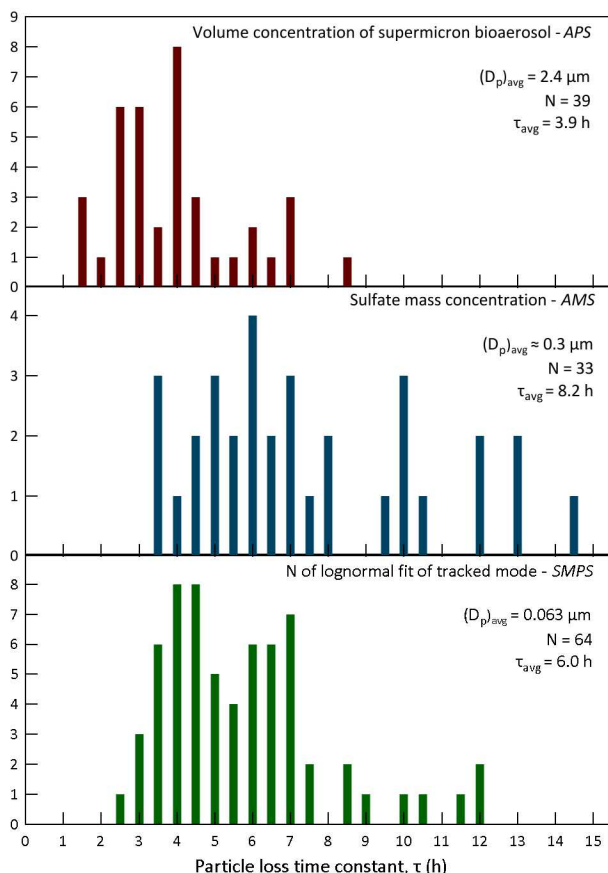 9
8
7
6
5
4
3
2
1
0
Volume concentration of supermicron bioaerosol - APS
(Dp)avg = 2.4 µm
N = 39
τavg = 3.9 h
4
3
2
1
0
Sulfate mass concentration - AMS
(Dp)avg ≈ 0.3 µm
N = 33
τavg = 8.2 h
8
7
6
5
4
3
2
1
0
N of lognormal fit of tracked mode - SMPS
(Dp)avg = 0.063 µm
N = 64
τavg = 6.0 h
0 1 2 3 4 5 6 7 8 9 10 11 12 13 14 15
Particle loss time constant, τ (h)